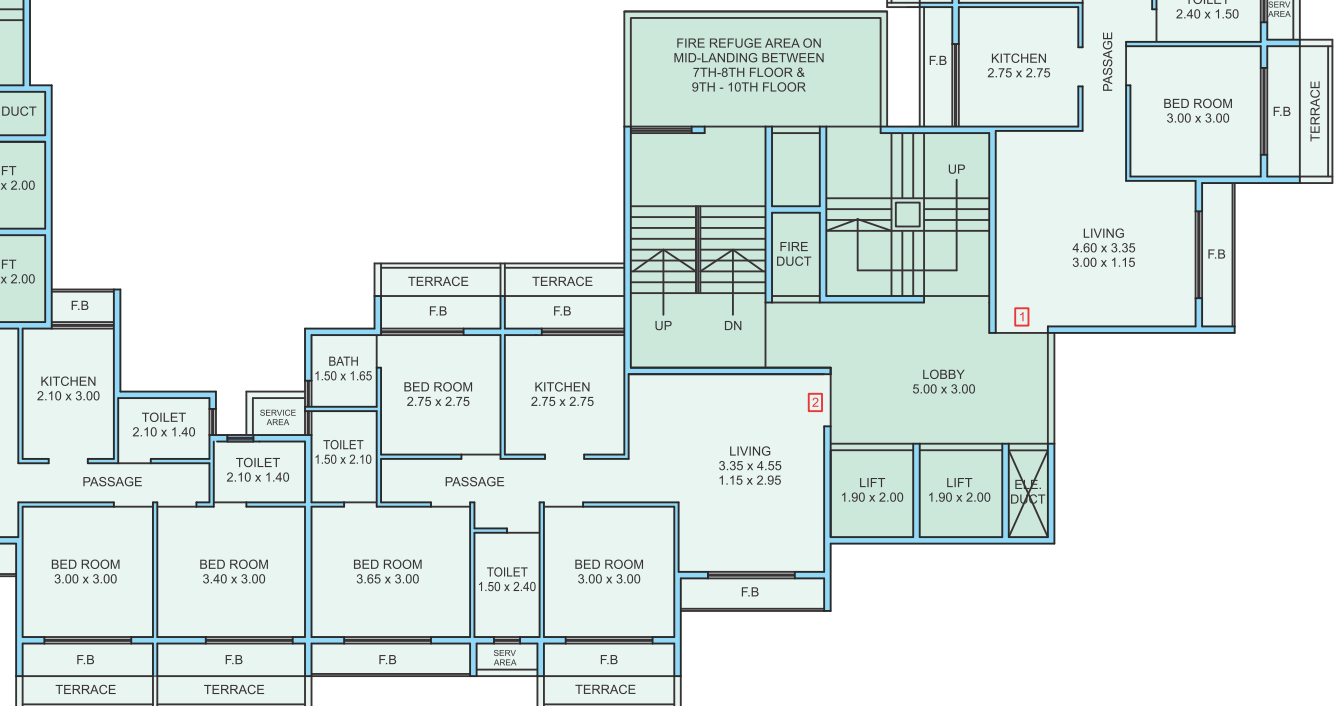 TOILET
2.40 x 1.50
SERV
AREA
FIRE REFUGE AREA ON
MID-LANDING BETWEEN
7TH-8TH FLOOR &
9TH - 10TH FLOOR
F.B
KITCHEN
2.75 x 2.75
PASSAGE
BED ROOM
3.00 x 3.00
F.B
TERRACE
DUCT
FT
x 2.00
UP
FIRE
DUCT
LIVING
4.60 x 3.35
3.00 x 1.15
F.B
FT
x 2.00
TERRACE
TERRACE
F.B
F.B
F.B
UP
DN
1
BATH
1.50 x 1.65
KITCHEN
2.10 x 3.00
BED ROOM
2.75 x 2.75
KITCHEN
2.75 x 2.75
LOBBY
5.00 x 3.00
2
TOILET
2.10 x 1.40
SERVICE
AREA
TOILET
1.50 x 2.10
LIVING
3.35 x 4.55
1.15 x 2.95
TOILET
2.10 x 1.40
PASSAGE
PASSAGE
LIFT
1.90 x 2.00
LIFT
1.90 x 2.00
ELE.
DUCT
BED ROOM
3.00 x 3.00
BED ROOM
3.40 x 3.00
BED ROOM
3.65 x 3.00
TOILET
1.50 x 2.40
BED ROOM
3.00 x 3.00
F.B
F.B
F.B
F.B
SERV
AREA
F.B
TERRACE
TERRACE
TERRACE